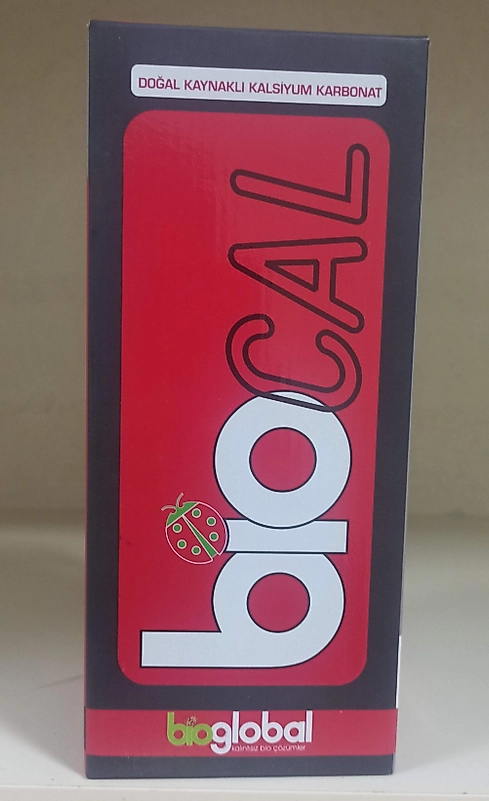 DOĞAL KAYNAKLI KALSİYUM KARBONAT
bioCAL
bioglobal
kalıntısız bio çözümler